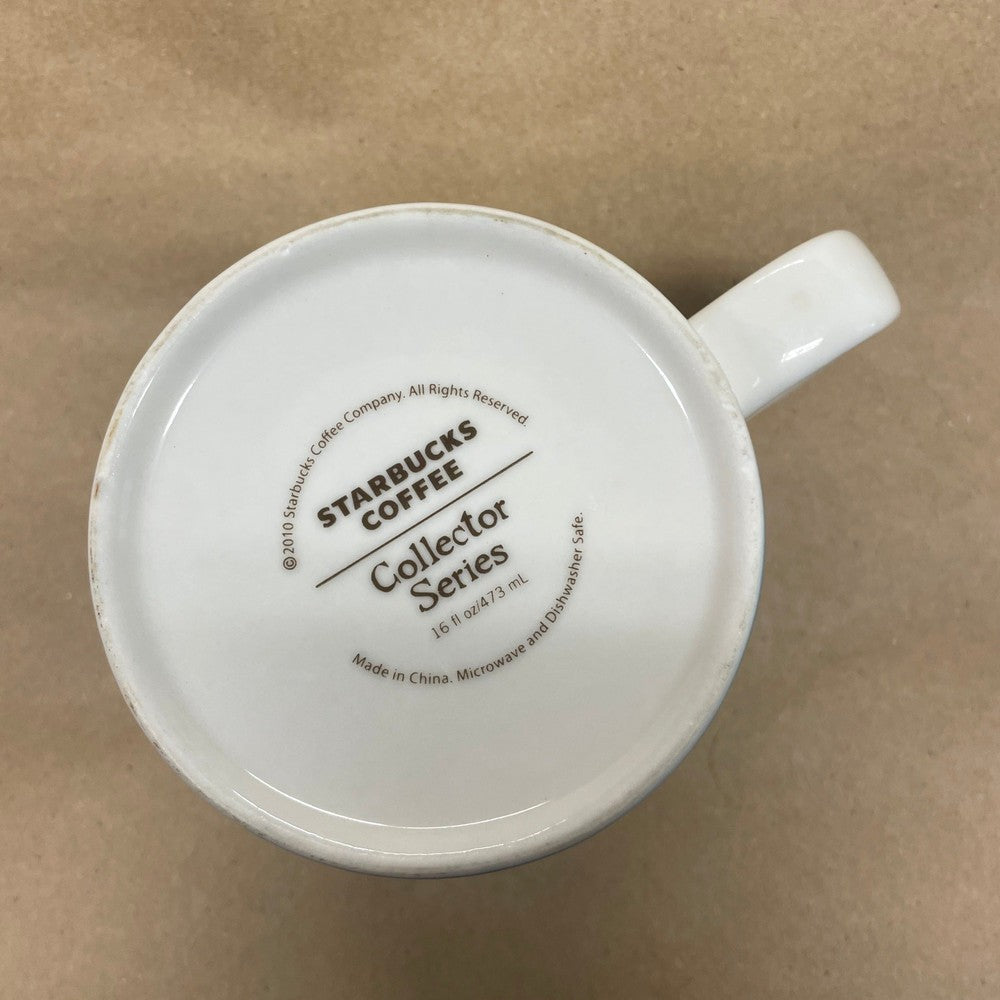 ©2010 Starbucks Coffee Company. All Rights Reserved.
STARBUCKS
COFFEE
Collector
Series
16 fl oz/473 mL
Made in China. Microwave and Dishwasher Safe.